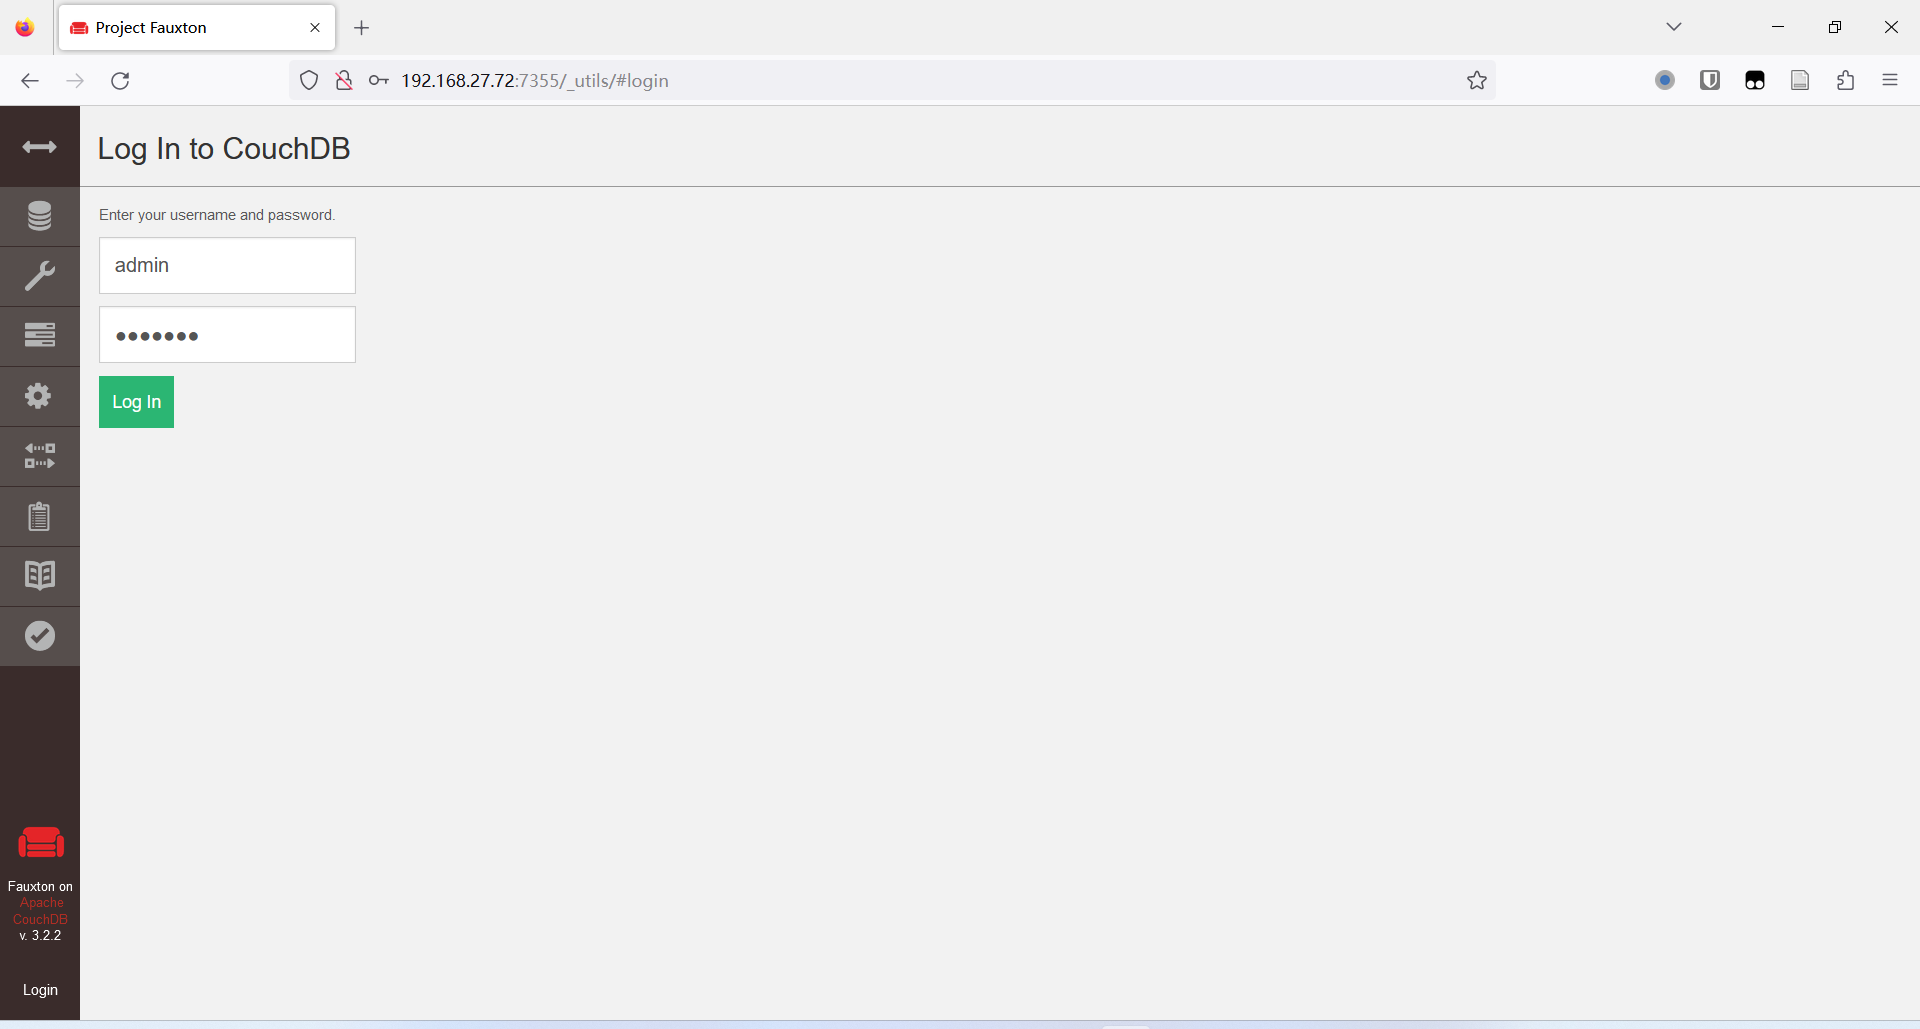 Project Fauxton
192.168.27.72:7355/_utils/#login
Log In to CouchDB
Enter your username and password.
admin
•••••••
Log In
Fauxton on
Apache
CouchDB
v. 3.2.2
Login